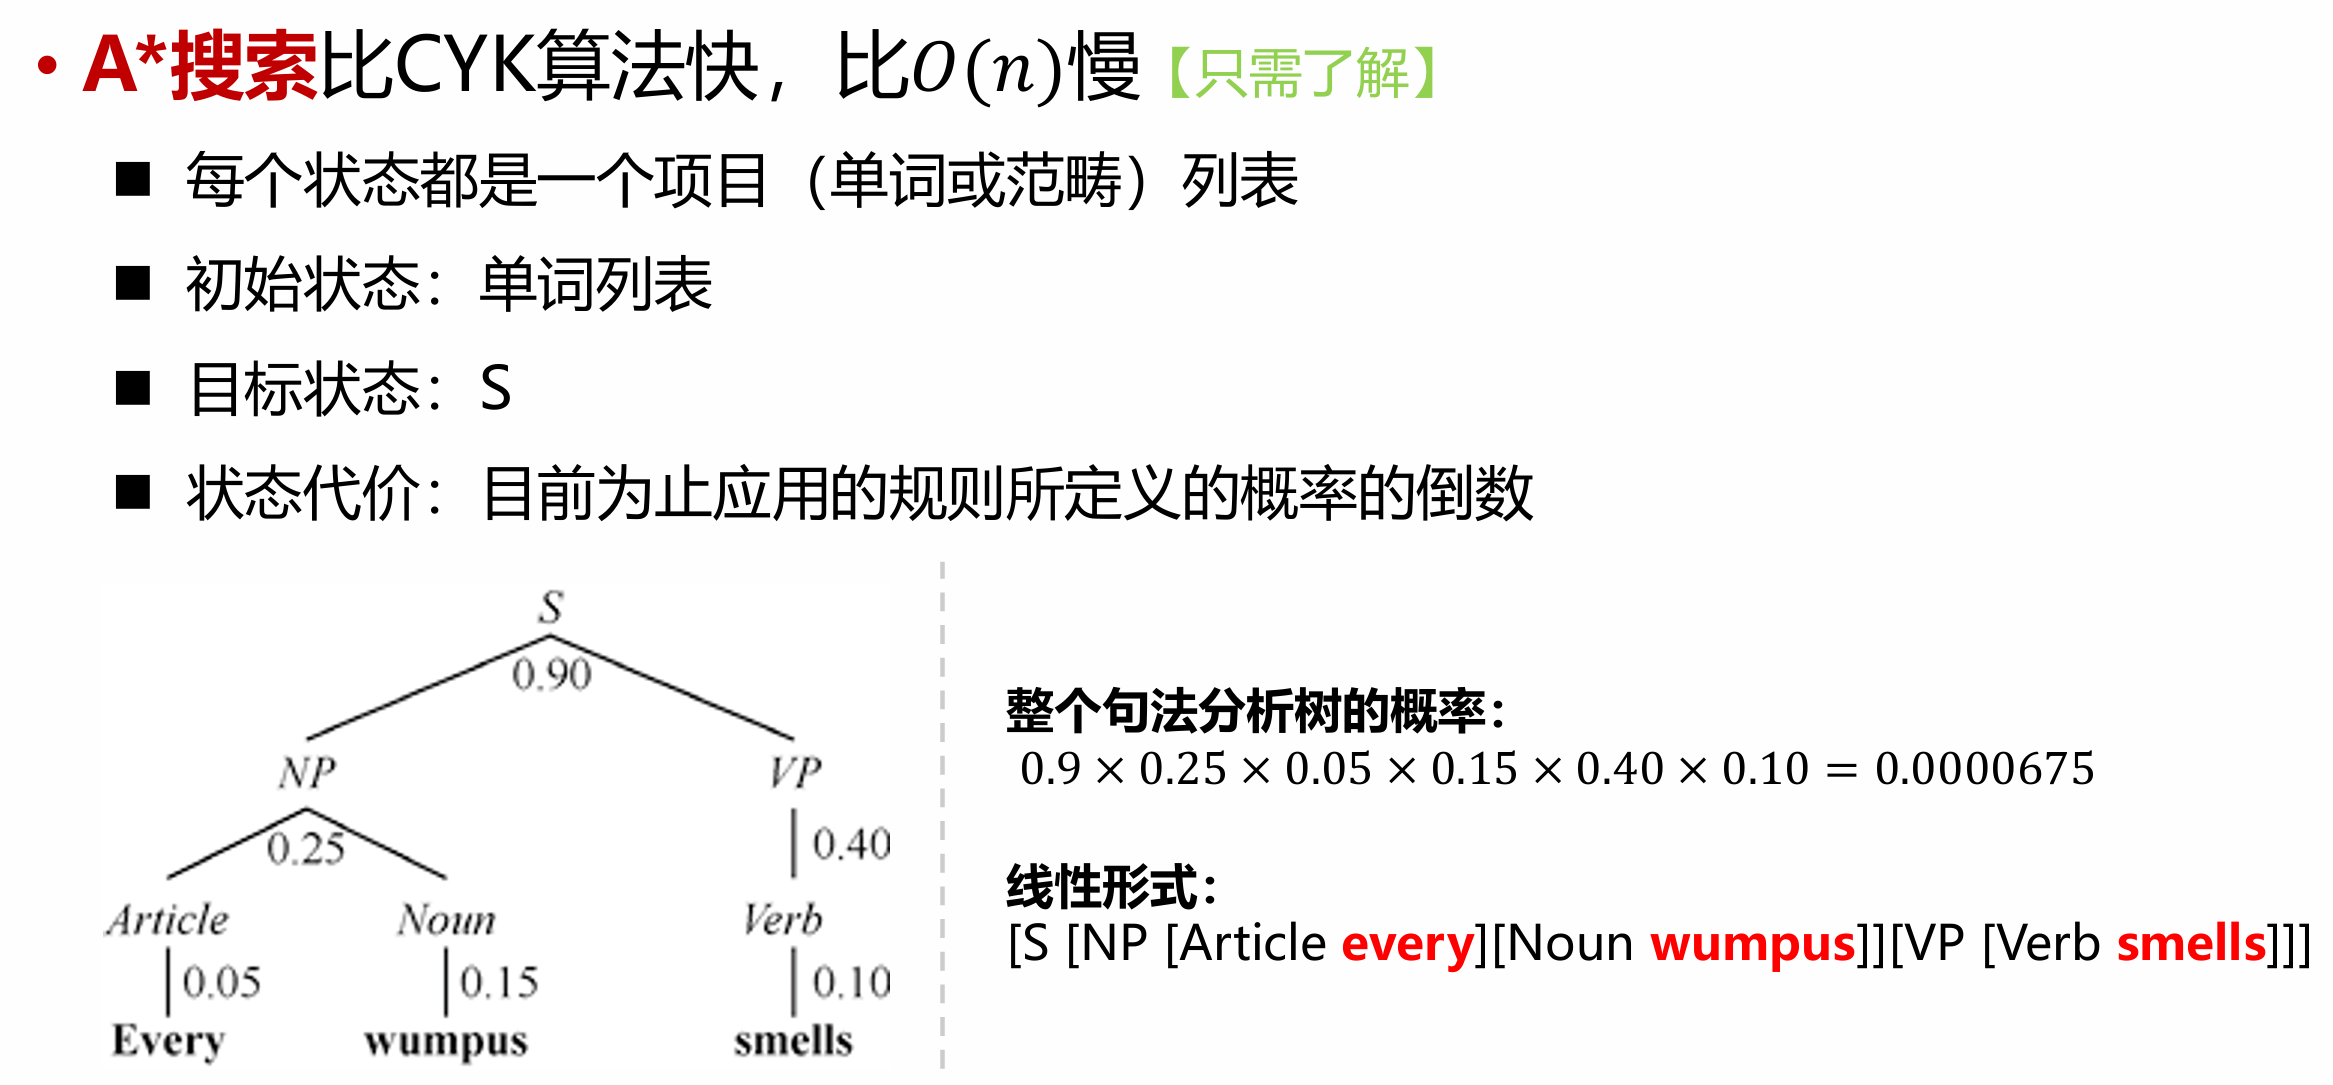 • A*搜索比CYK算法快，比O(n)慢【只需了解】
■ 每个状态都是一个项目（单词或范畴）列表
■ 初始状态：单词列表
■ 目标状态：S
■ 状态代价：目前为止应用的规则所定义的概率的倒数
S
0.90
NP VP
0.25 0.40
Article Noun Verb
0.05 0.15 0.10
Every wumpus smells
整个句法分析树的概率：
0.9 × 0.25 × 0.05 × 0.15 × 0.40 × 0.10 = 0.0000675
线性形式：
[S [NP [Article every][Noun wumpus]][VP [Verb smells]]]